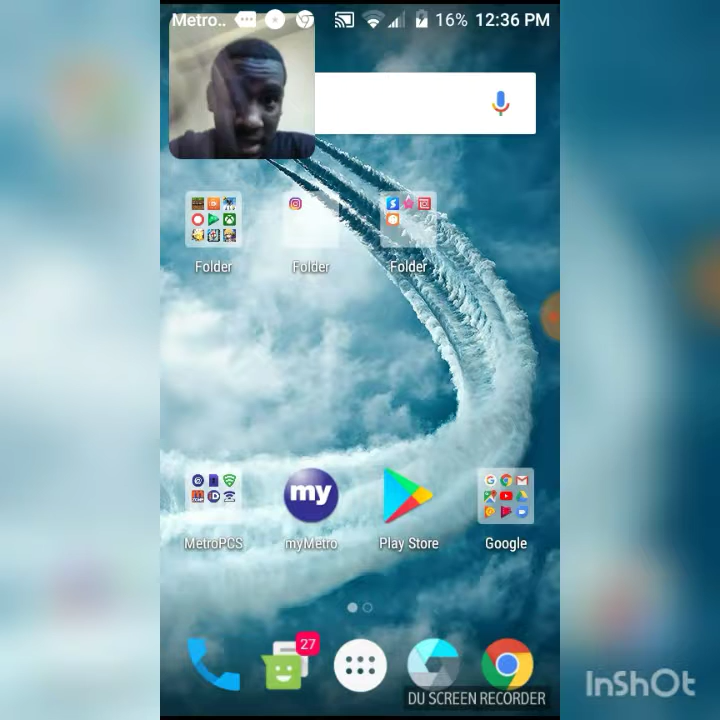 Metro.. 16% 12:36 PM
Folder Folder Folder
my
MetroPCS myMetro Play Store Google
27
DU SCREEN RECORDER
InShOt